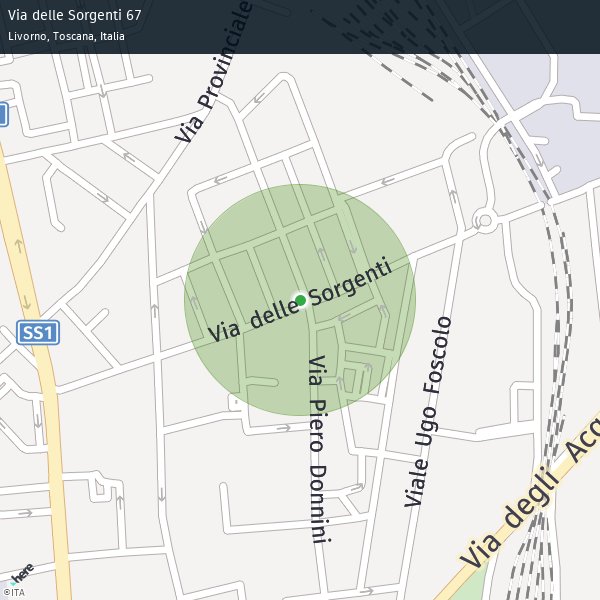 Via delle Sorgenti 67
Livorno, Toscana, Italia
Via Provinciale
Via delle Sorgenti
SS1
Via Piero Donnini
Viale Ugo Foscolo
Via degli Acq
here
©ITA